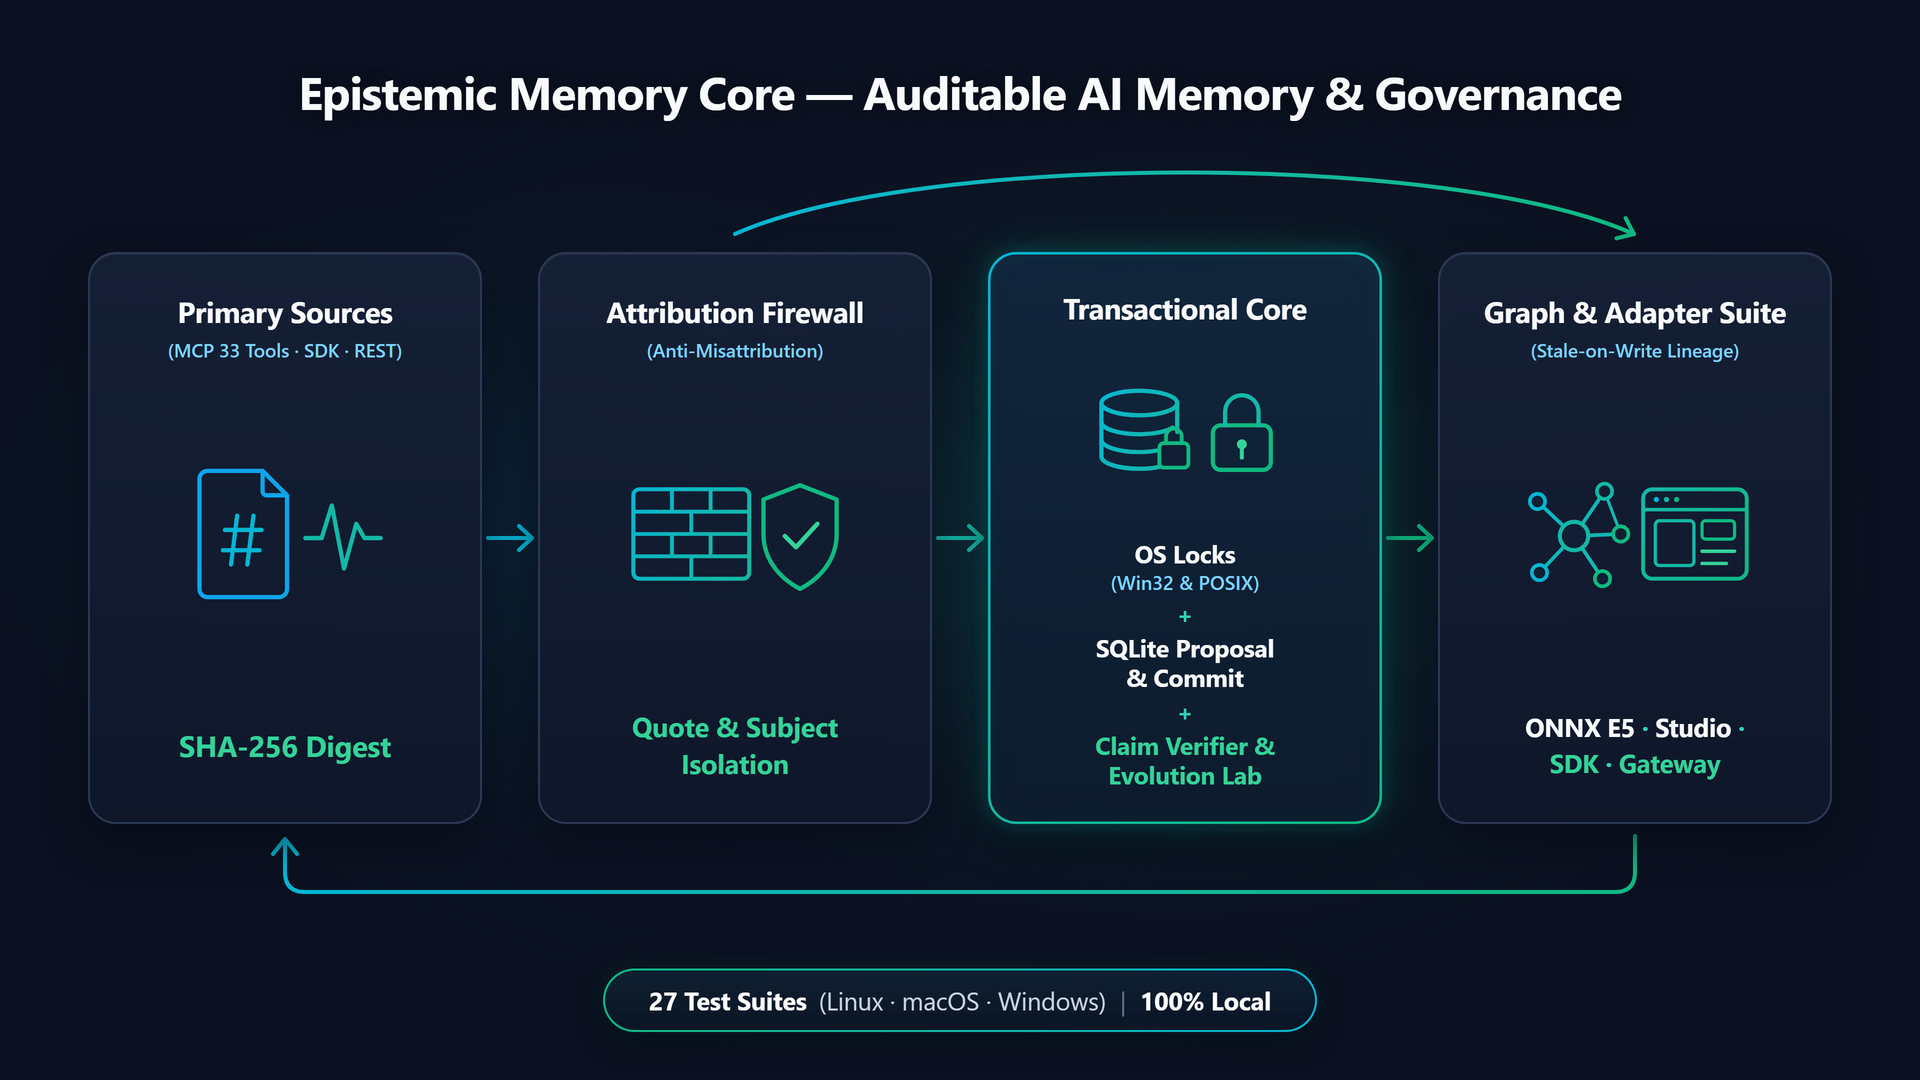 Epistemic Memory Core — Auditable AI Memory & Governance
Primary Sources
(MCP 33 Tools · SDK · REST)
#
SHA-256 Digest
Attribution Firewall
(Anti-Misattribution)
Quote & Subject
Isolation
Transactional Core
OS Locks
(Win32 & POSIX)
+
SQLite Proposal
& Commit
+
Claim Verifier &
Evolution Lab
Graph & Adapter Suite
(Stale-on-Write Lineage)
ONNX E5 · Studio ·
SDK · Gateway
27 Test Suites (Linux · macOS · Windows) | 100% Local